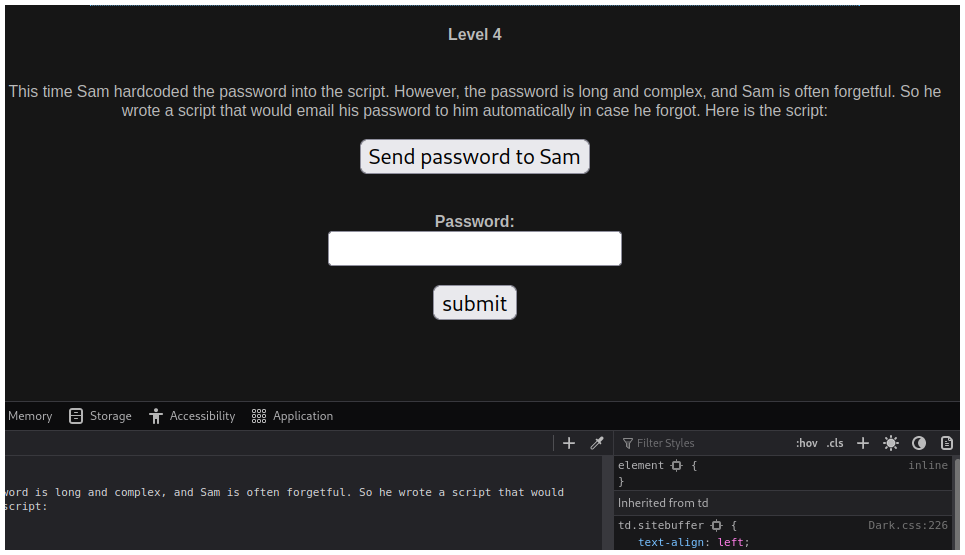 Level 4
This time Sam hardcoded the password into the script. However, the password is long and complex, and Sam is often forgetful. So he
wrote a script that would email his password to him automatically in case he forgot. Here is the script:
Send password to Sam
Password:
submit
Memory Storage Accessibility Application
Filter Styles :hov .cls
element { inline
}
Inherited from td
td.sitebuffer { Dark.css:226
text-align: left;
word is long and complex, and Sam is often forgetful. So he wrote a script that would
script: